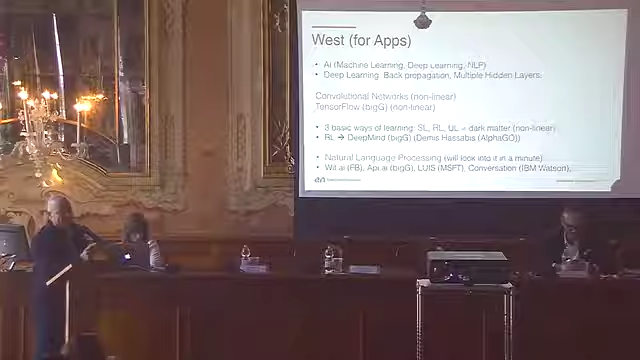 West (for Apps)
• AI (Machine Learning, Deep Learning, NLP)
• Deep Learning Back propagation, Multiple Hidden Layers.
Convolutional Networks (non-linear)
TensorFlow (bigG) (non-linear)
• 3 basic ways of learning: SL, RL, UL = dark matter (non-linear)
• RL → DeepMind (bigG) (Demis Hassabis (AlphaGO))
• Natural Language Processing (will look into it in a minute)
• Wit.ai (FB), Api.ai (bigG), LUIS (MSFT), Conversation (IBM Watson),